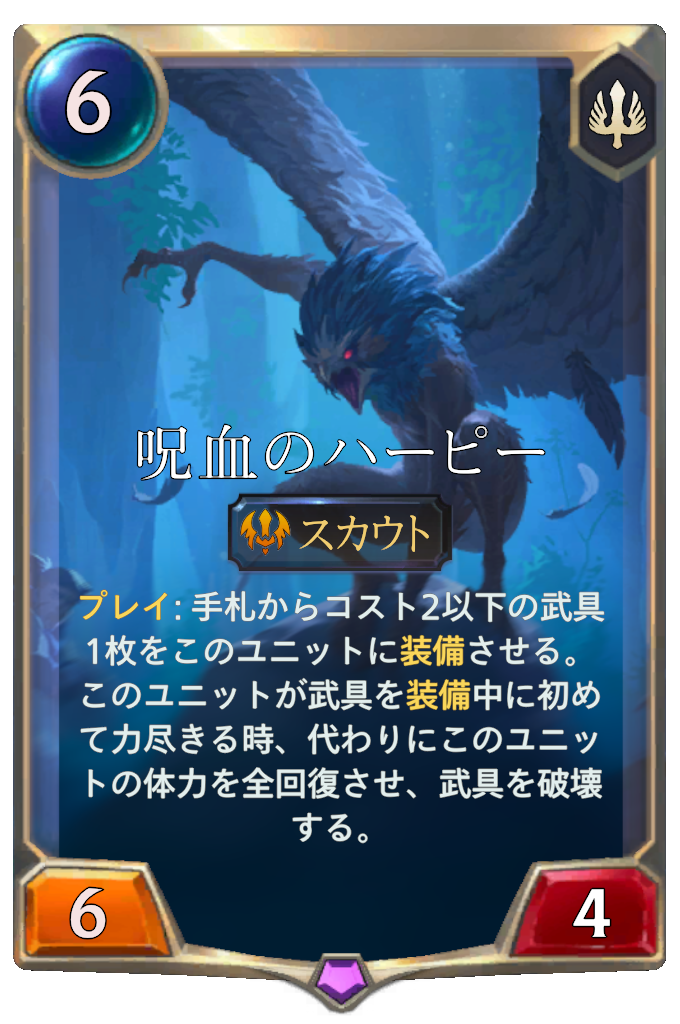 6
呪血のハーピー
スカウト
プレイ: 手札からコスト2以下の武具
1枚をこのユニットに装備させる。
このユニットが武具を装備中に初め
て力尽きる時、代わりにこのユニッ
トの体力を全回復させ、武具を破壊
する。
6
4